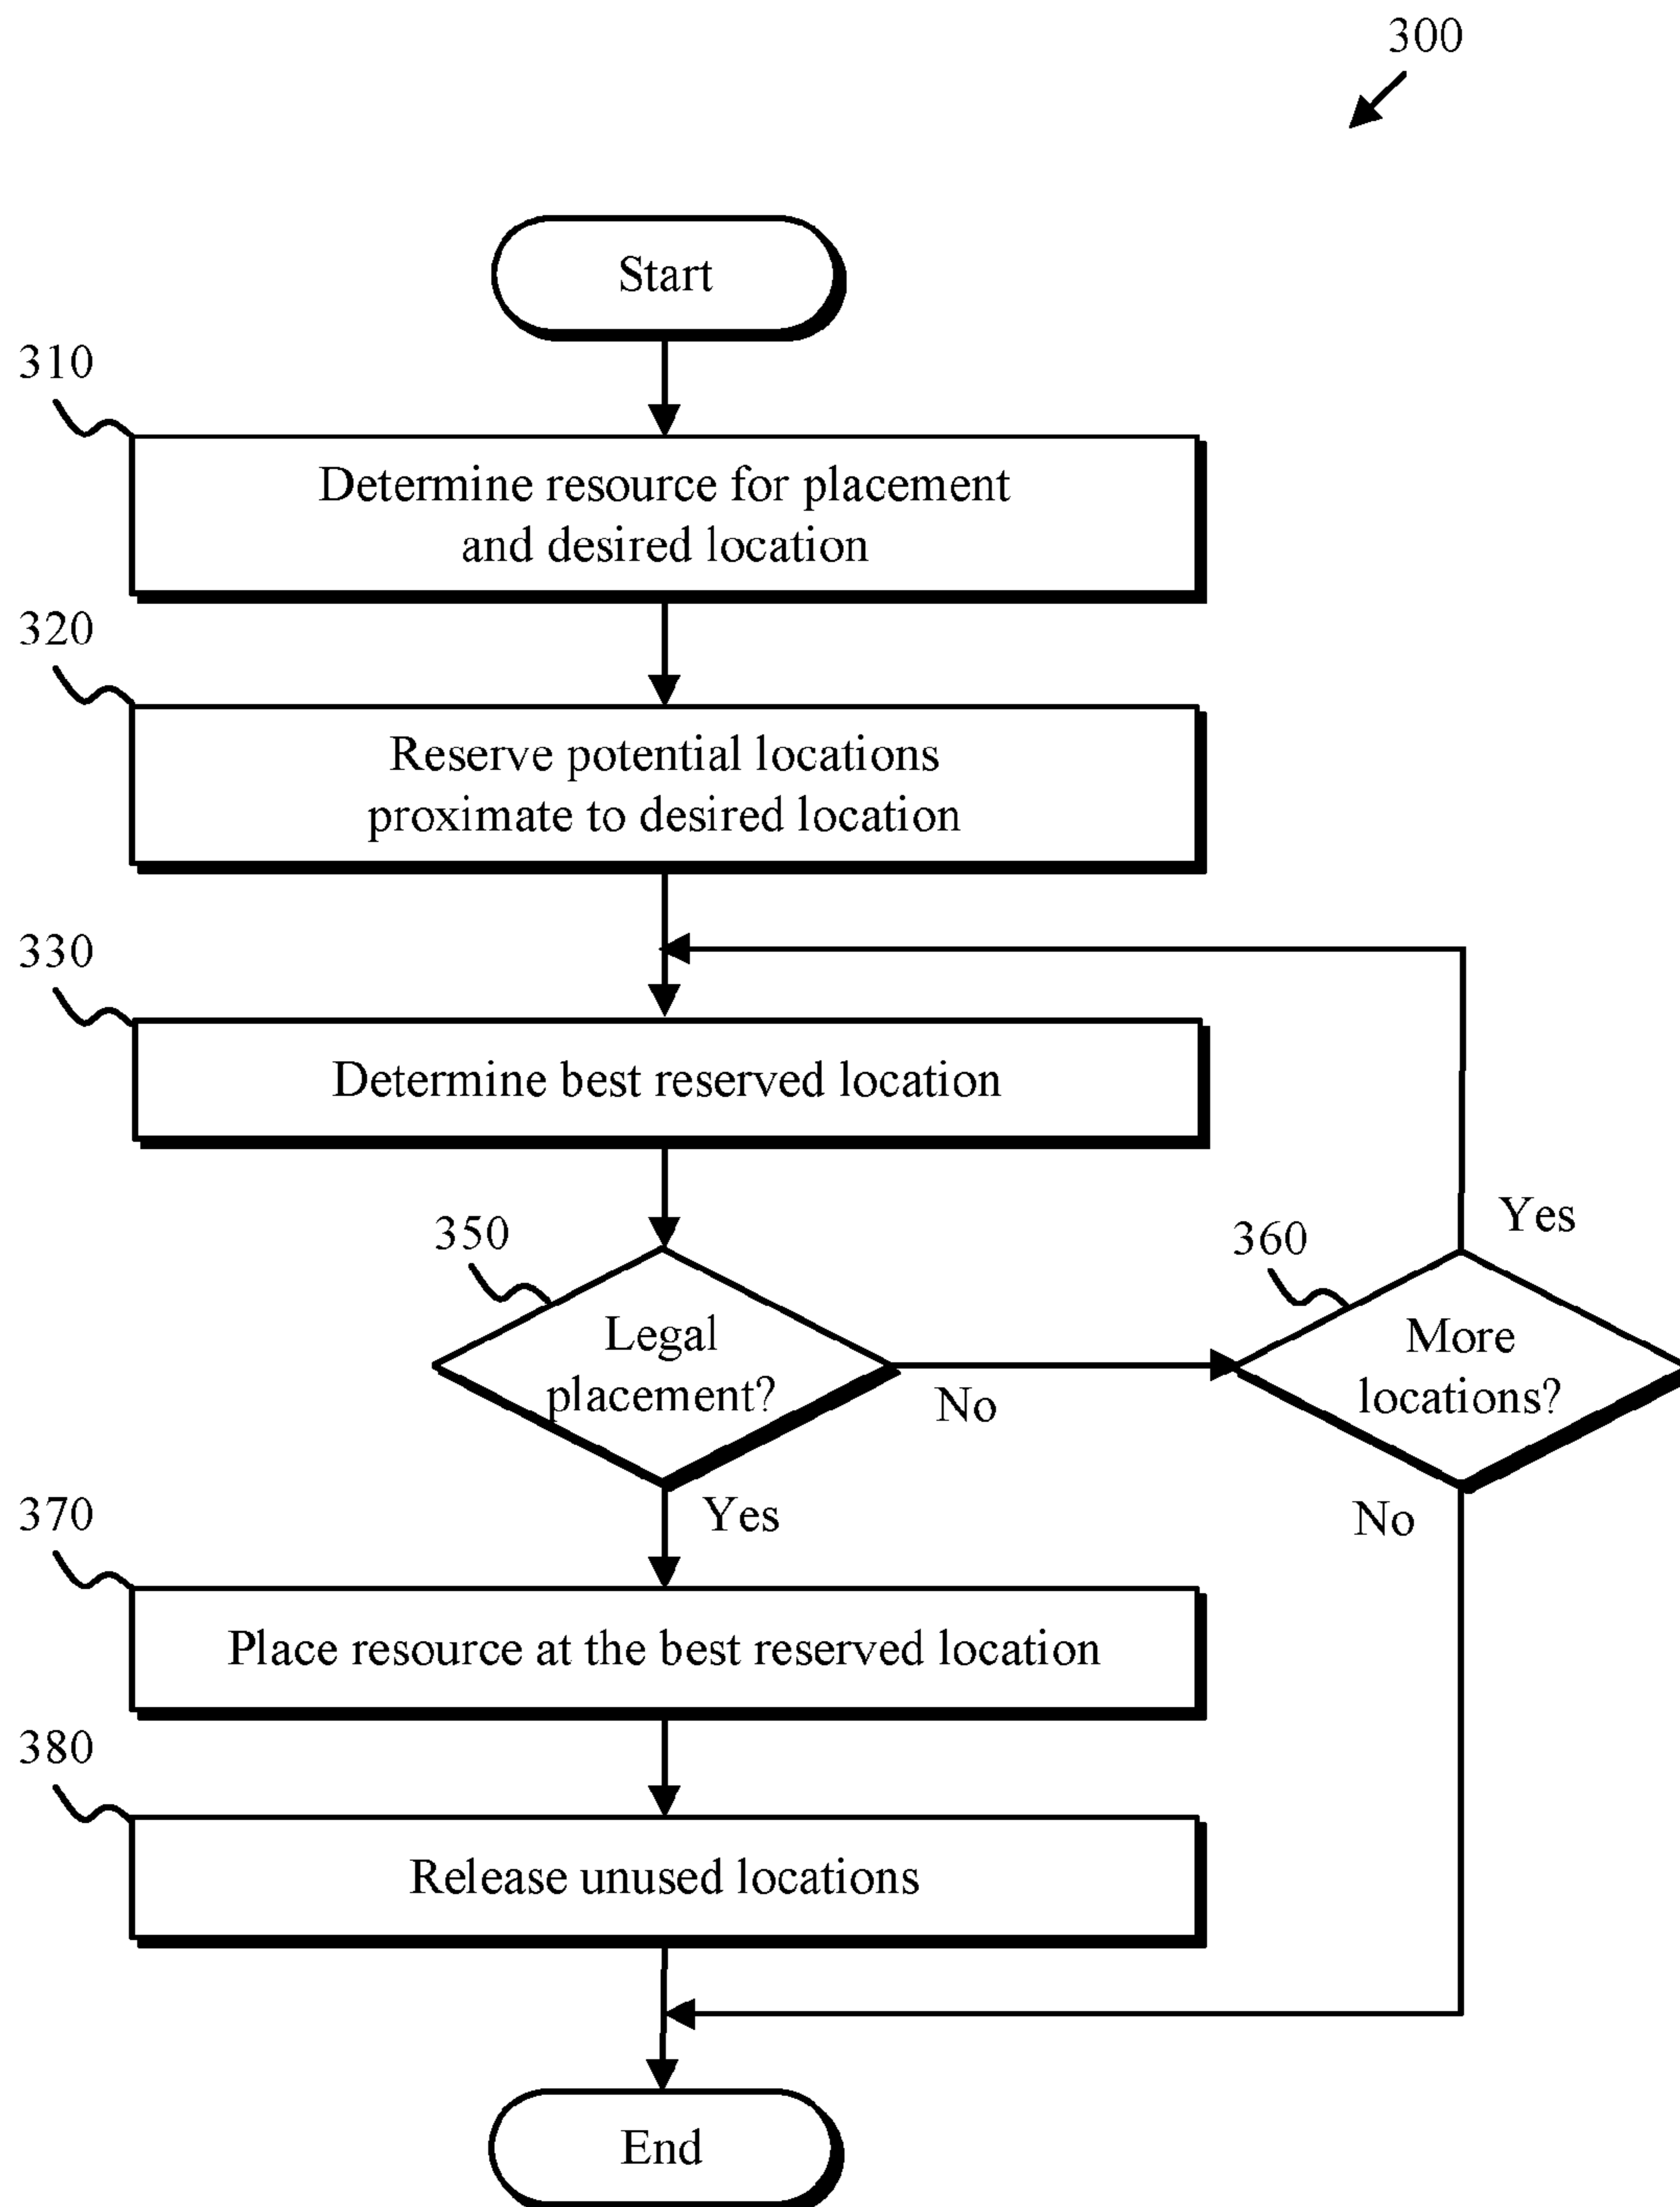 300
Start
310
Determine resource for placement
and desired location
320
Reserve potential locations
proximate to desired location
330
Determine best reserved location
350
Legal
placement?
No
Yes
360
More
locations?
Yes
No
370
Place resource at the best reserved location
380
Release unused locations
End